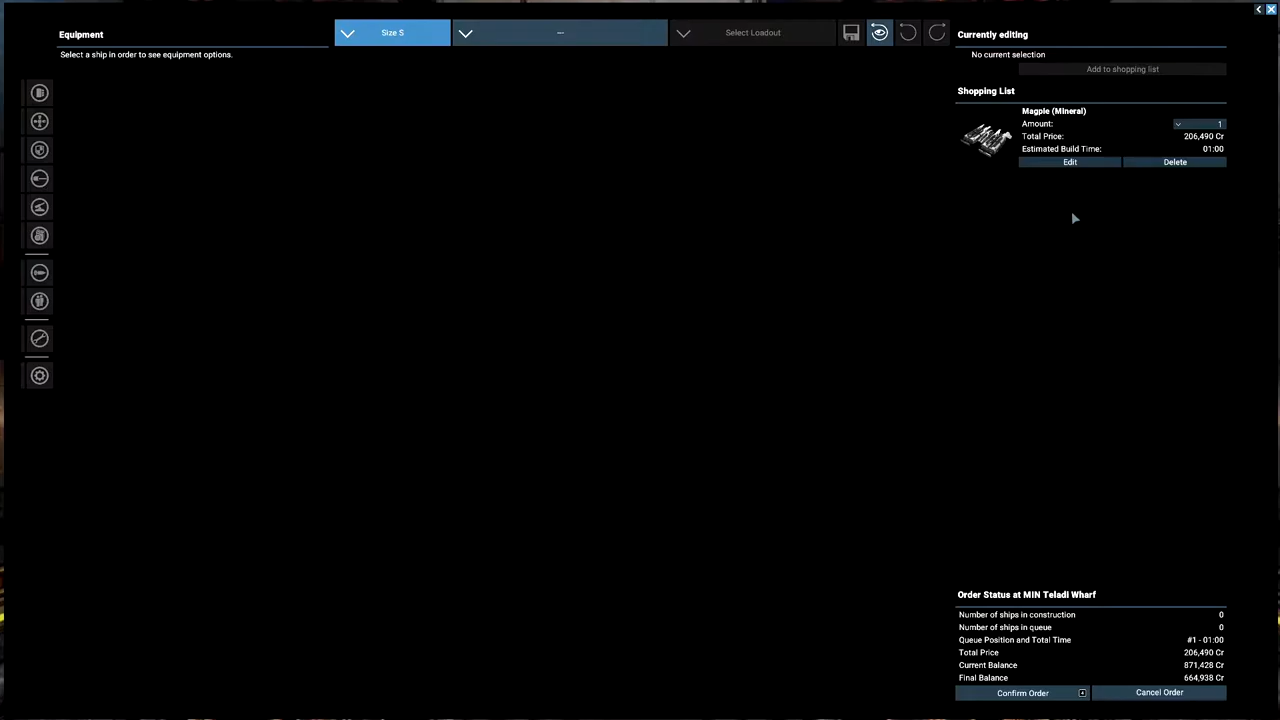 Equipment
Select a ship in order to see equipment options.
Size S
---
Select Loadout
Currently editing
No current selection
Add to shopping list
Shopping List
Magpie (Mineral)
Amount: 1
Total Price: 206,490 Cr
Estimated Build Time: 01:00
Edit Delete
Order Status at MIN Teladi Wharf
Number of ships in construction 0
Number of ships in queue 0
Queue Position and Total Time #1 - 01:00
Total Price 206,490 Cr
Current Balance 871,428 Cr
Final Balance 664,938 Cr
Confirm Order Cancel Order